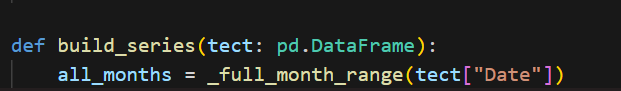 def build_series(tect: pd.DataFrame):
    all_months = _full_month_range(tect["Date"])